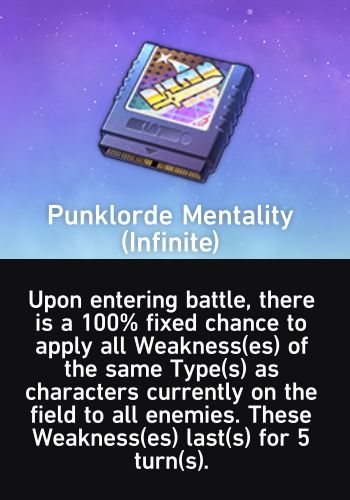 Punklorde Mentality
(Infinite)
Upon entering battle, there
is a 100% fixed chance to
apply all Weakness(es) of
the same Type(s) as
characters currently on the
field to all enemies. These
Weakness(es) last(s) for 5
turn(s).